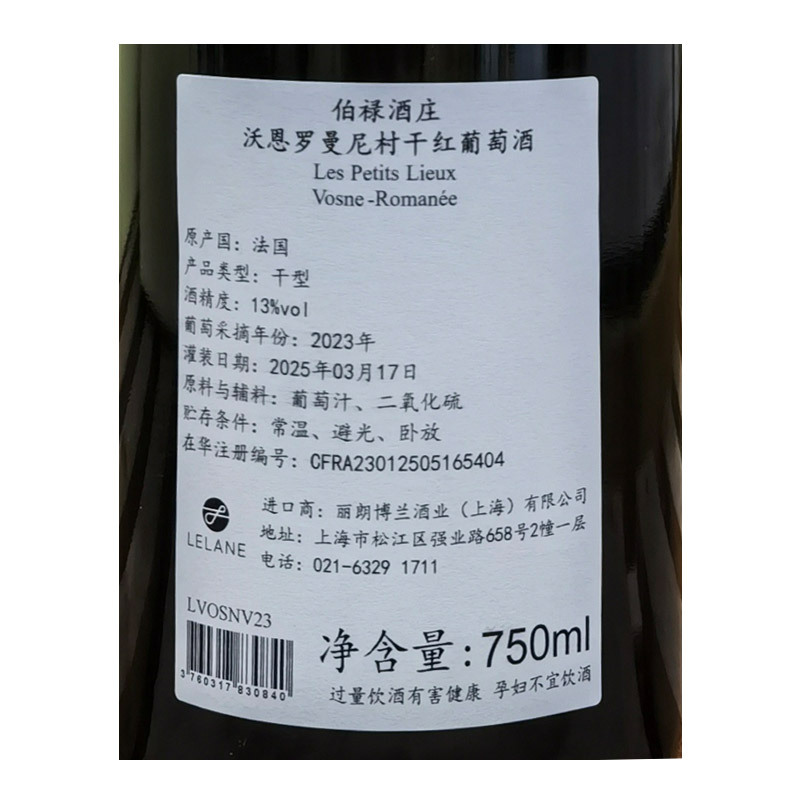 伯禄酒庄
沃恩罗曼尼村干红葡萄酒
Les Petits Lieux
Vosne-Romanée
原产国：法国
产品类型：干型
酒精度：13%vol
葡萄采摘年份：2023年
灌装日期：2025年03月17日
原料与辅料：葡萄汁、二氧化硫
贮存条件：常温、避光、卧放
在华注册编号：CFRA23012505165404
进口商：丽朗博兰酒业（上海）有限公司
地址：上海市松江区强业路658号2幢一层
电话：021-6329 1711
LELANE
LVOSNV23
3760317830840
净含量：750ml
过量饮酒有害健康 孕妇不宜饮酒